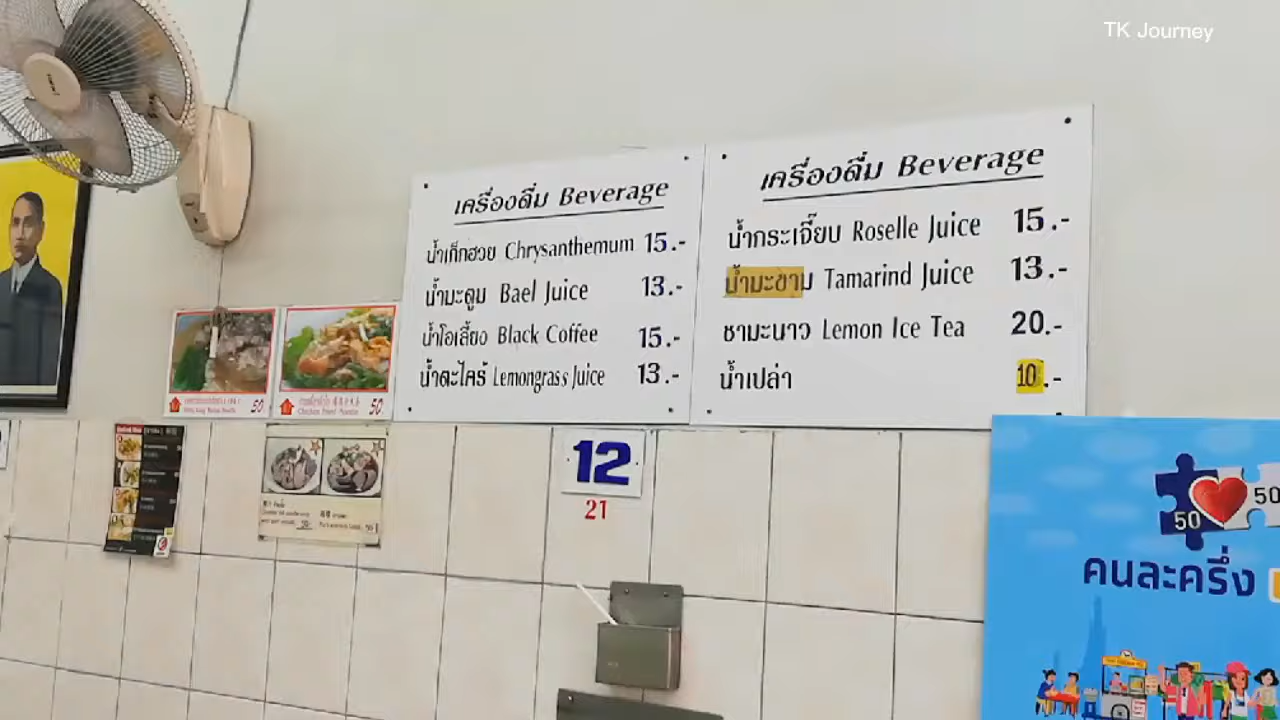 TK Journey
เครื่องดื่ม Beverage
น้ำเก็กฮวย Chrysanthemum 15.-
น้ำมะตูม Bael Juice 13.-
น้ำโอเลี้ยง Black Coffee 15.-
น้ำตะไคร้ Lemongrass Juice 13.-
เครื่องดื่ม Beverage
น้ำกระเจี๊ยบ Roselle Juice 15.-
น้ำมะขาม Tamarind Juice 13.-
ชามะนาว Lemon Ice Tea 20.-
น้ำเปล่า 10.-
50
50
12
21
50
50
คนละครึ่ง